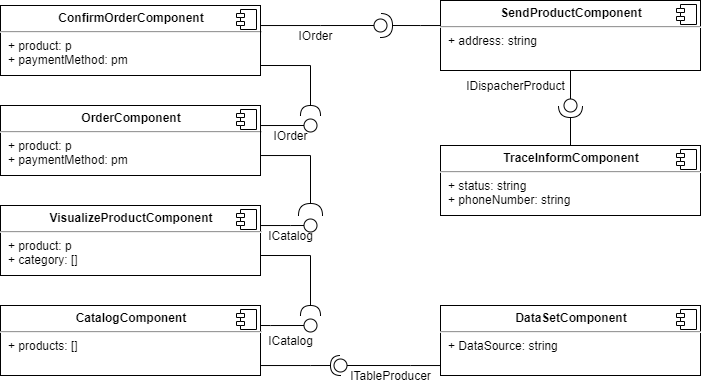 ConfirmOrderComponent
+ product: p
+ paymentMethod: pm
IOrder
SendProductComponent
+ address: string
IDispacherProduct
OrderComponent
+ product: p
+ paymentMethod: pm
IOrder
TraceInformComponent
+ status: string
+ phoneNumber: string
VisualizeProductComponent
+ product: p
+ category: []
ICatalog
CatalogComponent
+ products: []
ICatalog
ITableProducer
DataSetComponent
+ DataSource: string